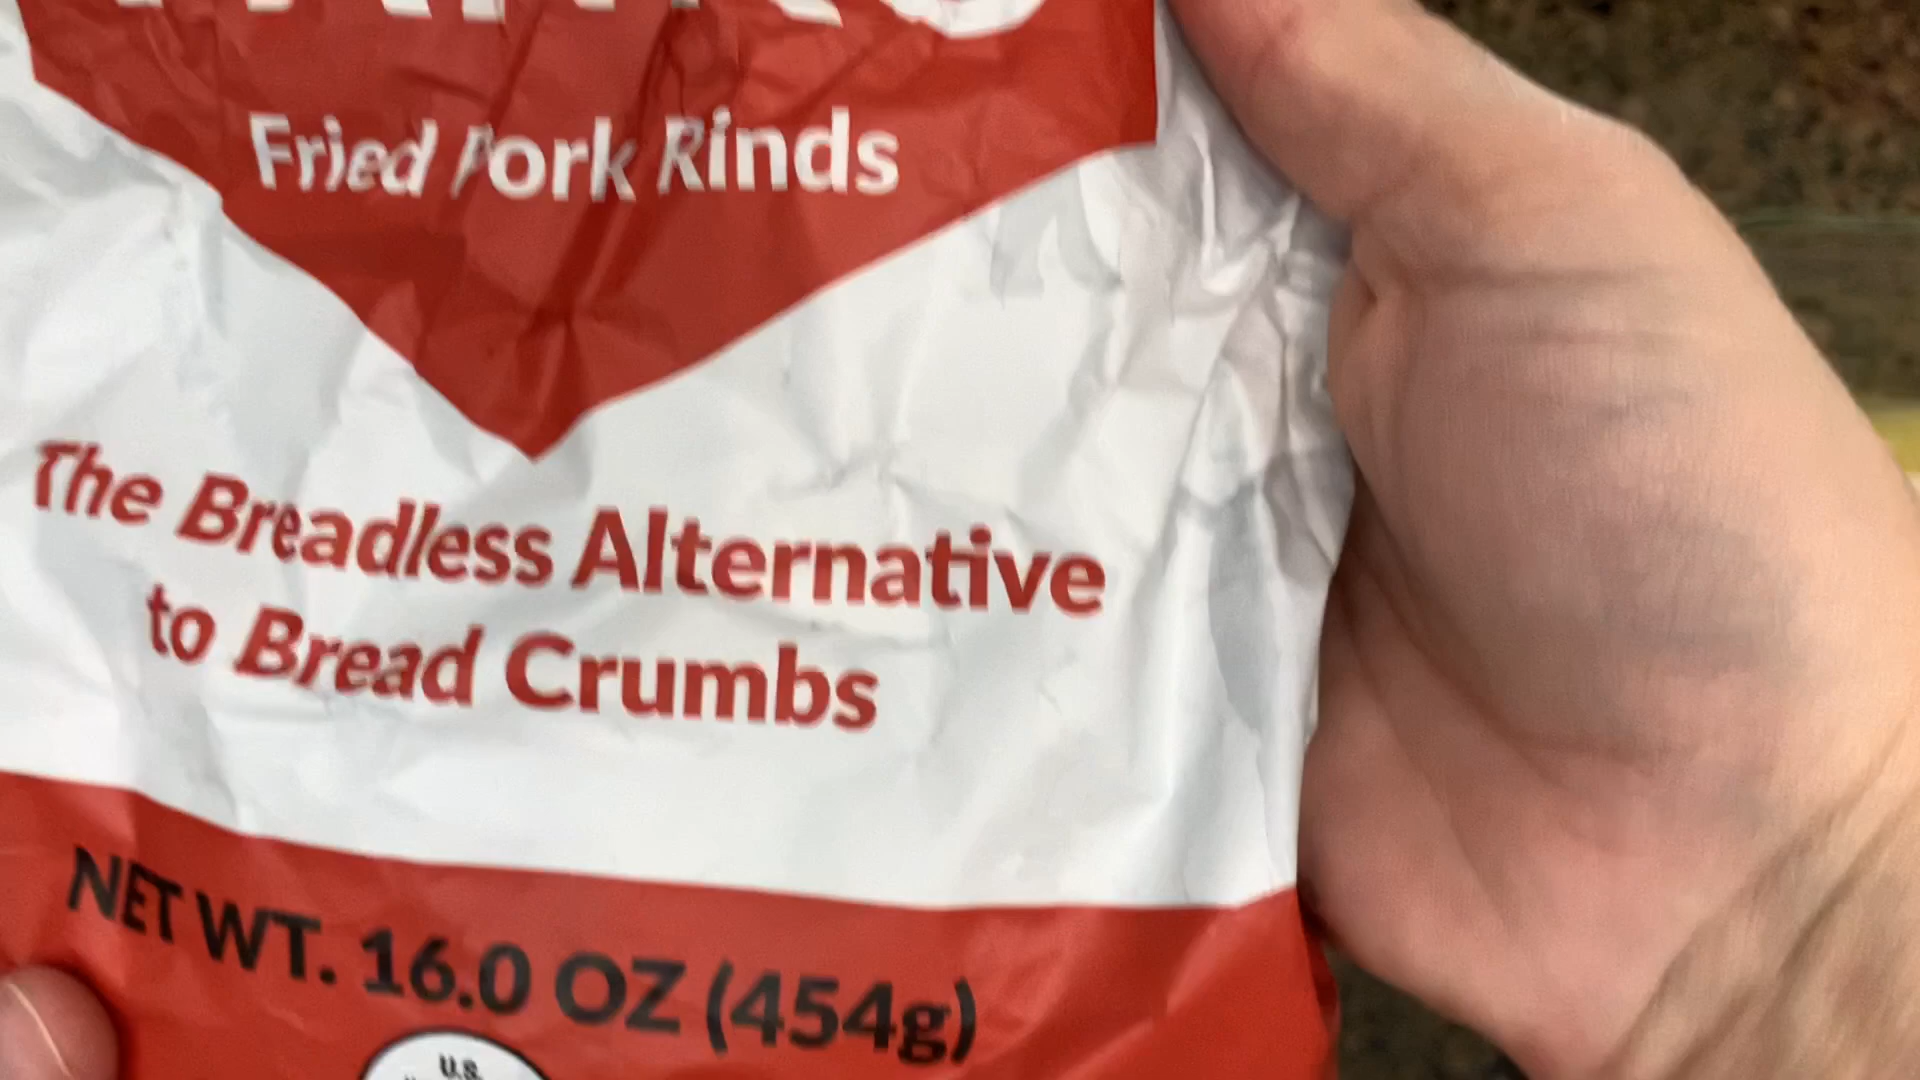 Fried Pork Rinds
The Breadless Alternative
to Bread Crumbs
NET WT. 16.0 OZ (454g)
U.S.